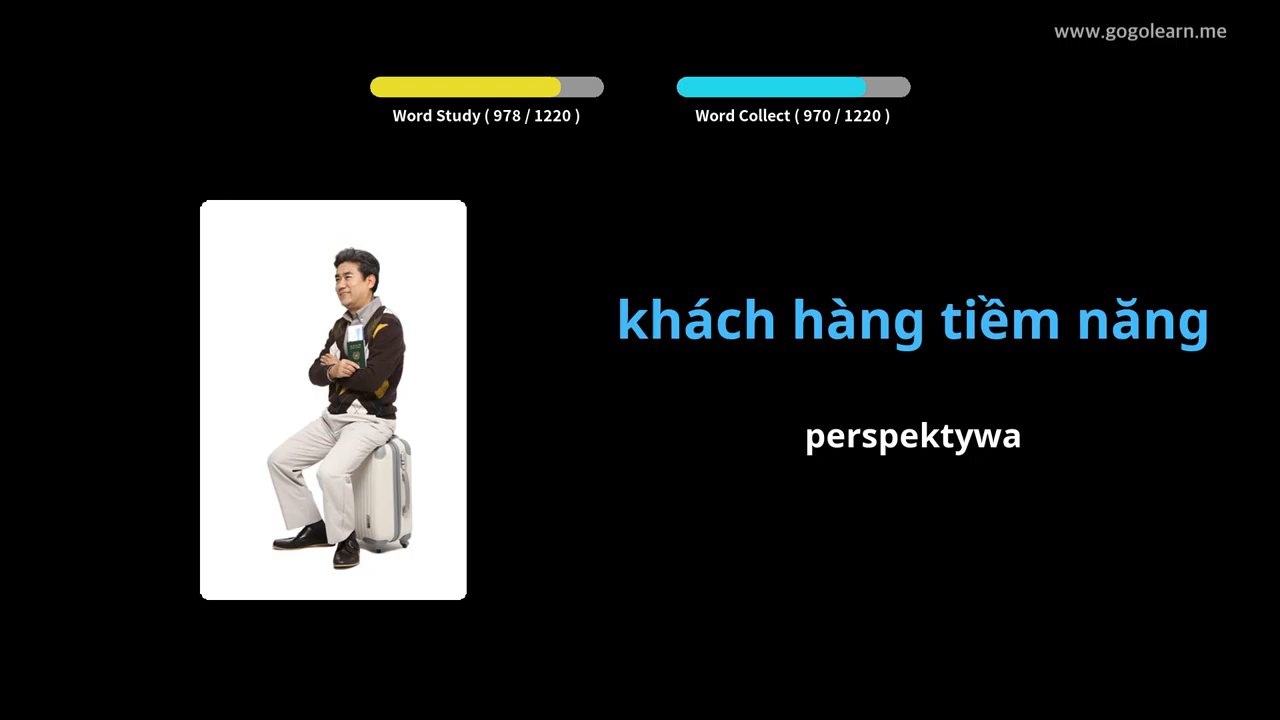 www.gogolearn.me
Word Study ( 978 / 1220 )
Word Collect ( 970 / 1220 )
khách hàng tiềm năng
perspektywa